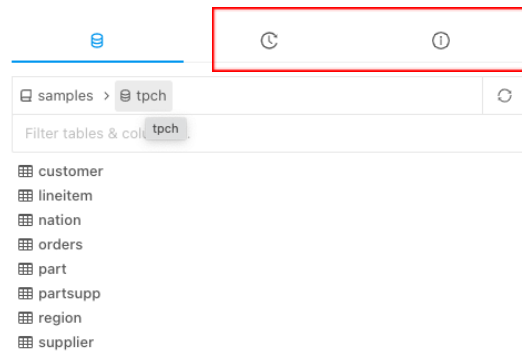 samples > tpch
Filter tables & col
tpch
customer
lineitem
nation
orders
part
partsupp
region
supplier